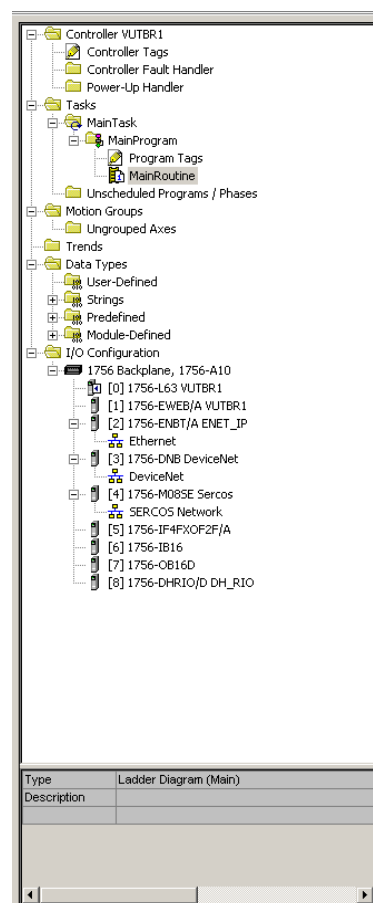 Controller VUTBR1
Controller Tags
Controller Fault Handler
Power-Up Handler
Tasks
MainTask
MainProgram
Program Tags
MainRoutine
Unscheduled Programs / Phases
Motion Groups
Ungrouped Axes
Trends
Data Types
User-Defined
Strings
Predefined
Module-Defined
I/O Configuration
1756 Backplane, 1756-A10
[0] 1756-L63 VUTBR1
[1] 1756-EWEB/A VUTBR1
[2] 1756-ENBT/A ENET_IP
Ethernet
[3] 1756-DNB DeviceNet
DeviceNet
[4] 1756-M08SE Sercos
SERCOS Network
[5] 1756-IF4FXOF2F/A
[6] 1756-IB16
[7] 1756-OB16D
[8] 1756-DHRIO/D DH_RIO
Type Ladder Diagram (Main)
Description